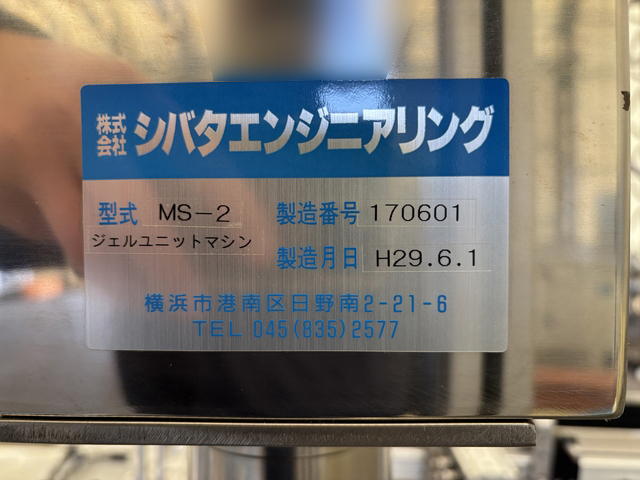 株式会社 シバタエンジニアリング
型式 MS-2 製造番号 170601
ジェルユニットマシン
製造月日 H29.6.1
横浜市港南区日野南2-21-6
TEL 045(835)2577